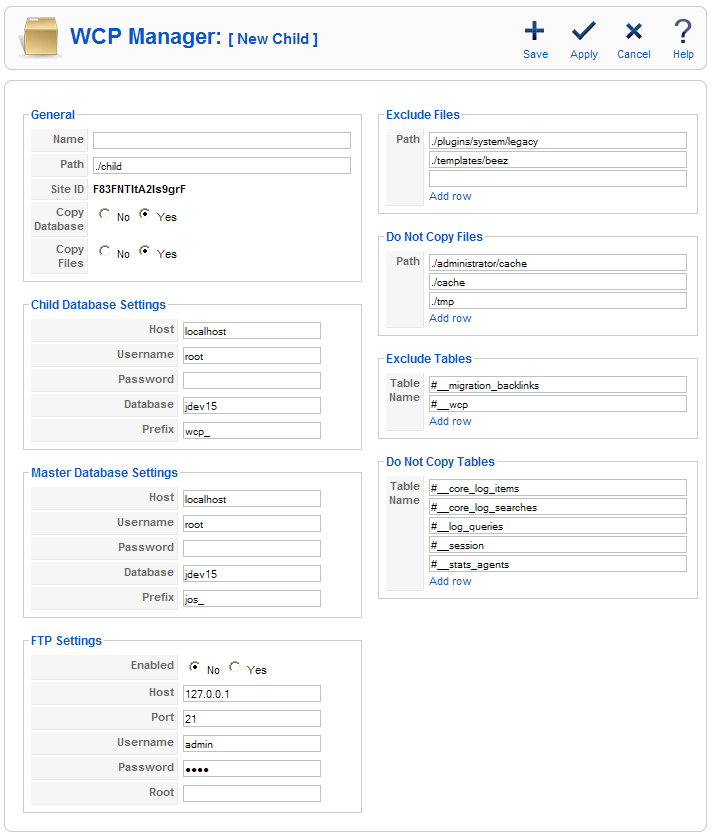 WCP Manager: [ New Child ]
Save Apply Cancel Help
General
Name
Path ./child
Site ID F83FNTItA2Is9grF
Copy Database No Yes
Copy Files No Yes
Child Database Settings
Host localhost
Username root
Password
Database jdev15
Prefix wcp_
Master Database Settings
Host localhost
Username root
Password
Database jdev15
Prefix jos_
FTP Settings
Enabled No Yes
Host 127.0.0.1
Port 21
Username admin
Password ●●●●
Root
Exclude Files
Path ./plugins/system/legacy
./templates/beez
Add row
Do Not Copy Files
Path ./administrator/cache
./cache
./tmp
Add row
Exclude Tables
Table Name #__migration_backlinks
#__wcp
Add row
Do Not Copy Tables
Table Name #__core_log_items
#__core_log_searches
#__log_queries
#__session
#__stats_agents
Add row